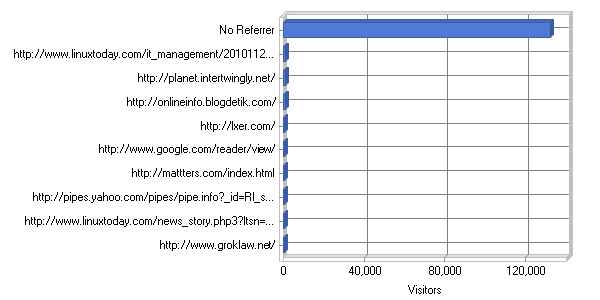 No Referrer
http://www.linuxtoday.com/it_management/2010112...
http://planet.intertwingly.net/
http://onlineinfo.blogdetik.com/
http://lxer.com/
http://www.google.com/reader/view/
http://mattters.com/index.html
http://pipes.yahoo.com/pipes/pipe.info?_id=RI_s...
http://www.linuxtoday.com/news_story.php3?ltsn=...
http://www.groklaw.net/
0 40,000 80,000 120,000
Visitors